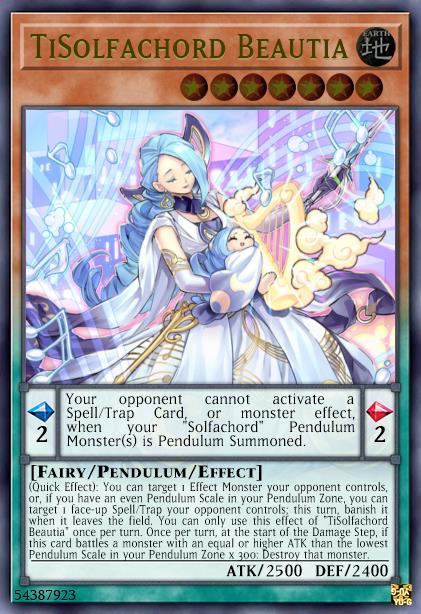 TiSolfachord Beautia
EARTH
地
Your opponent cannot activate a
Spell/Trap Card, or monster effect,
when your "Solfachord" Pendulum
Monster(s) is Pendulum Summoned.
2
2
[Fairy/Pendulum/Effect]
(Quick Effect): You can target 1 Effect Monster your opponent controls,
or, if you have an even Pendulum Scale in your Pendulum Zone, you can
target 1 face-up Spell/Trap your opponent controls; this turn, banish it
when it leaves the field. You can only use this effect of "TiSolfachord
Beautia" once per turn. Once per turn, at the start of the Damage Step, if
this card battles a monster with an equal or higher ATK than the lowest
Pendulum Scale in your Pendulum Zone x 300: Destroy that monster.
ATK/2500 DEF/2400
54387923